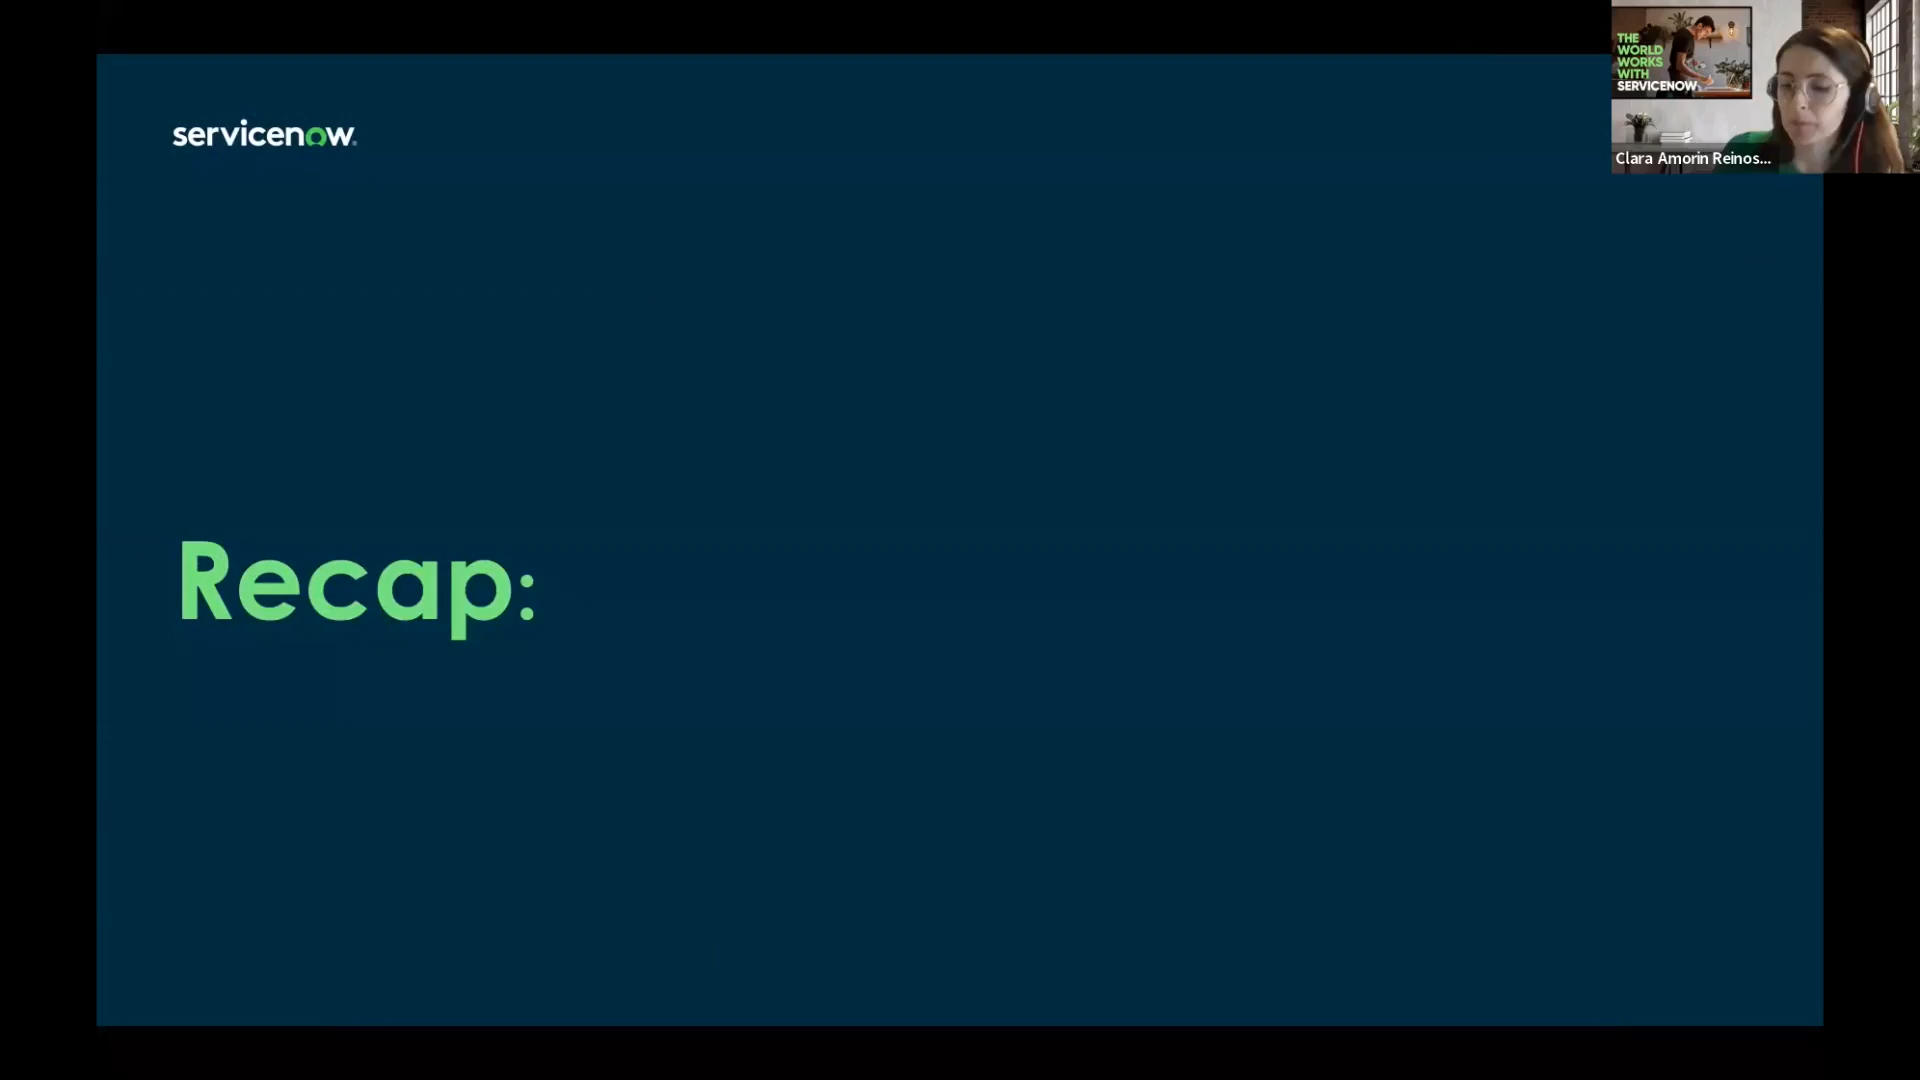 servicenow
Recap:
THE
WORLD
WORKS
WITH
SERVICENOW
Clara Amorin Reinos...